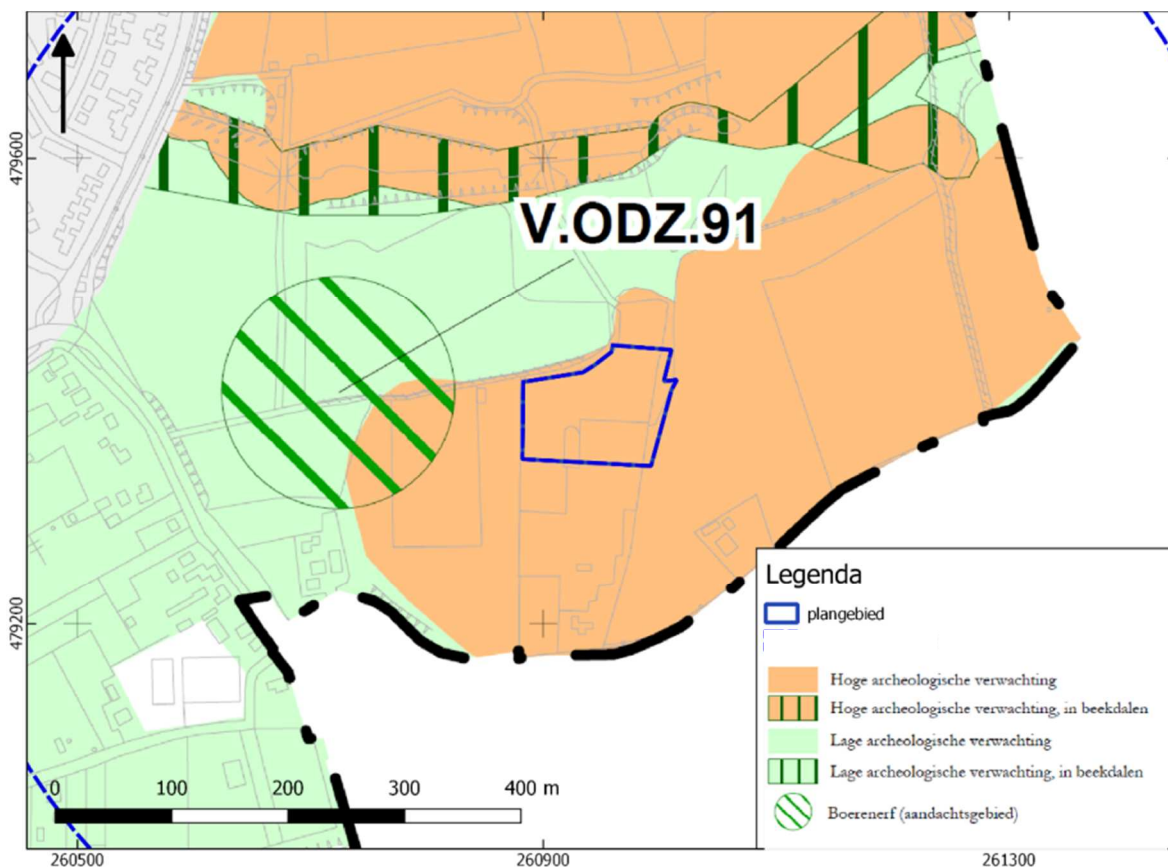 479600
V.ODZ.91
479200
Legenda
plangebied
Hoge archeologische verwachting
Hoge archeologische verwachting, in beekdalen
Lage archeologische verwachting
Lage archeologische verwachting, in beekdalen
Boerenerf (aandachtsgebied)
0 100 200 300 400 m
260500 260900 261300